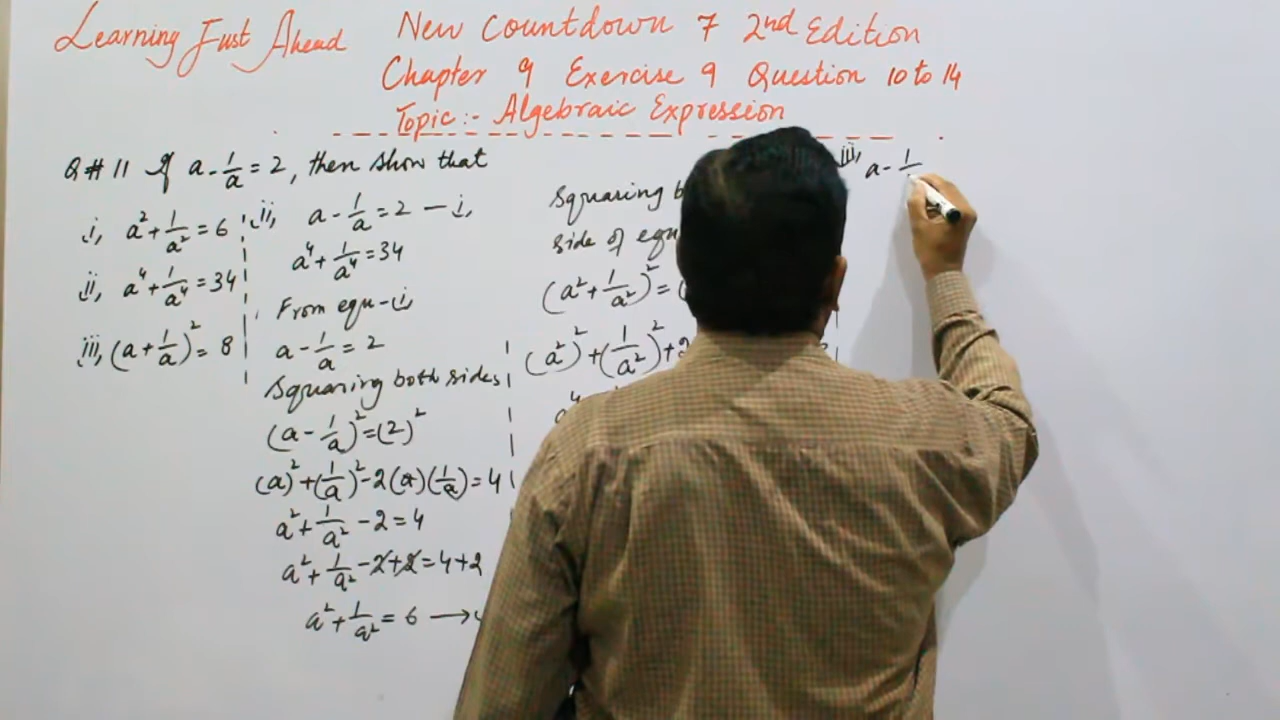 Learning Just Ahead
New Countdown 7 2nd Edition
Chapter 9 Exercise 9 Question 10 to 14
Topic:- Algebraic Expression
Q # 11 If a - 1/a = 2, then show that
i, a² + 1/a² = 6
ii, a⁴ + 1/a⁴ = 34
iii, (a + 1/a)² = 8
ii, a - 1/a = 2 — i,
a⁴ + 1/a⁴ = 34
From equ - i,
a - 1/a = 2
Squaring both sides
(a - 1/a)² = (2)²
(a)² + (1/a)² - 2(a)(1/a) = 4
a² + 1/a² - 2 = 4
a² + 1/a² - 2 + 2 = 4 + 2
a² + 1/a² = 6
Squaring
side of
(a² + 1/a²)² =
(a²)² + (1/a²)² +
iii, a - 1